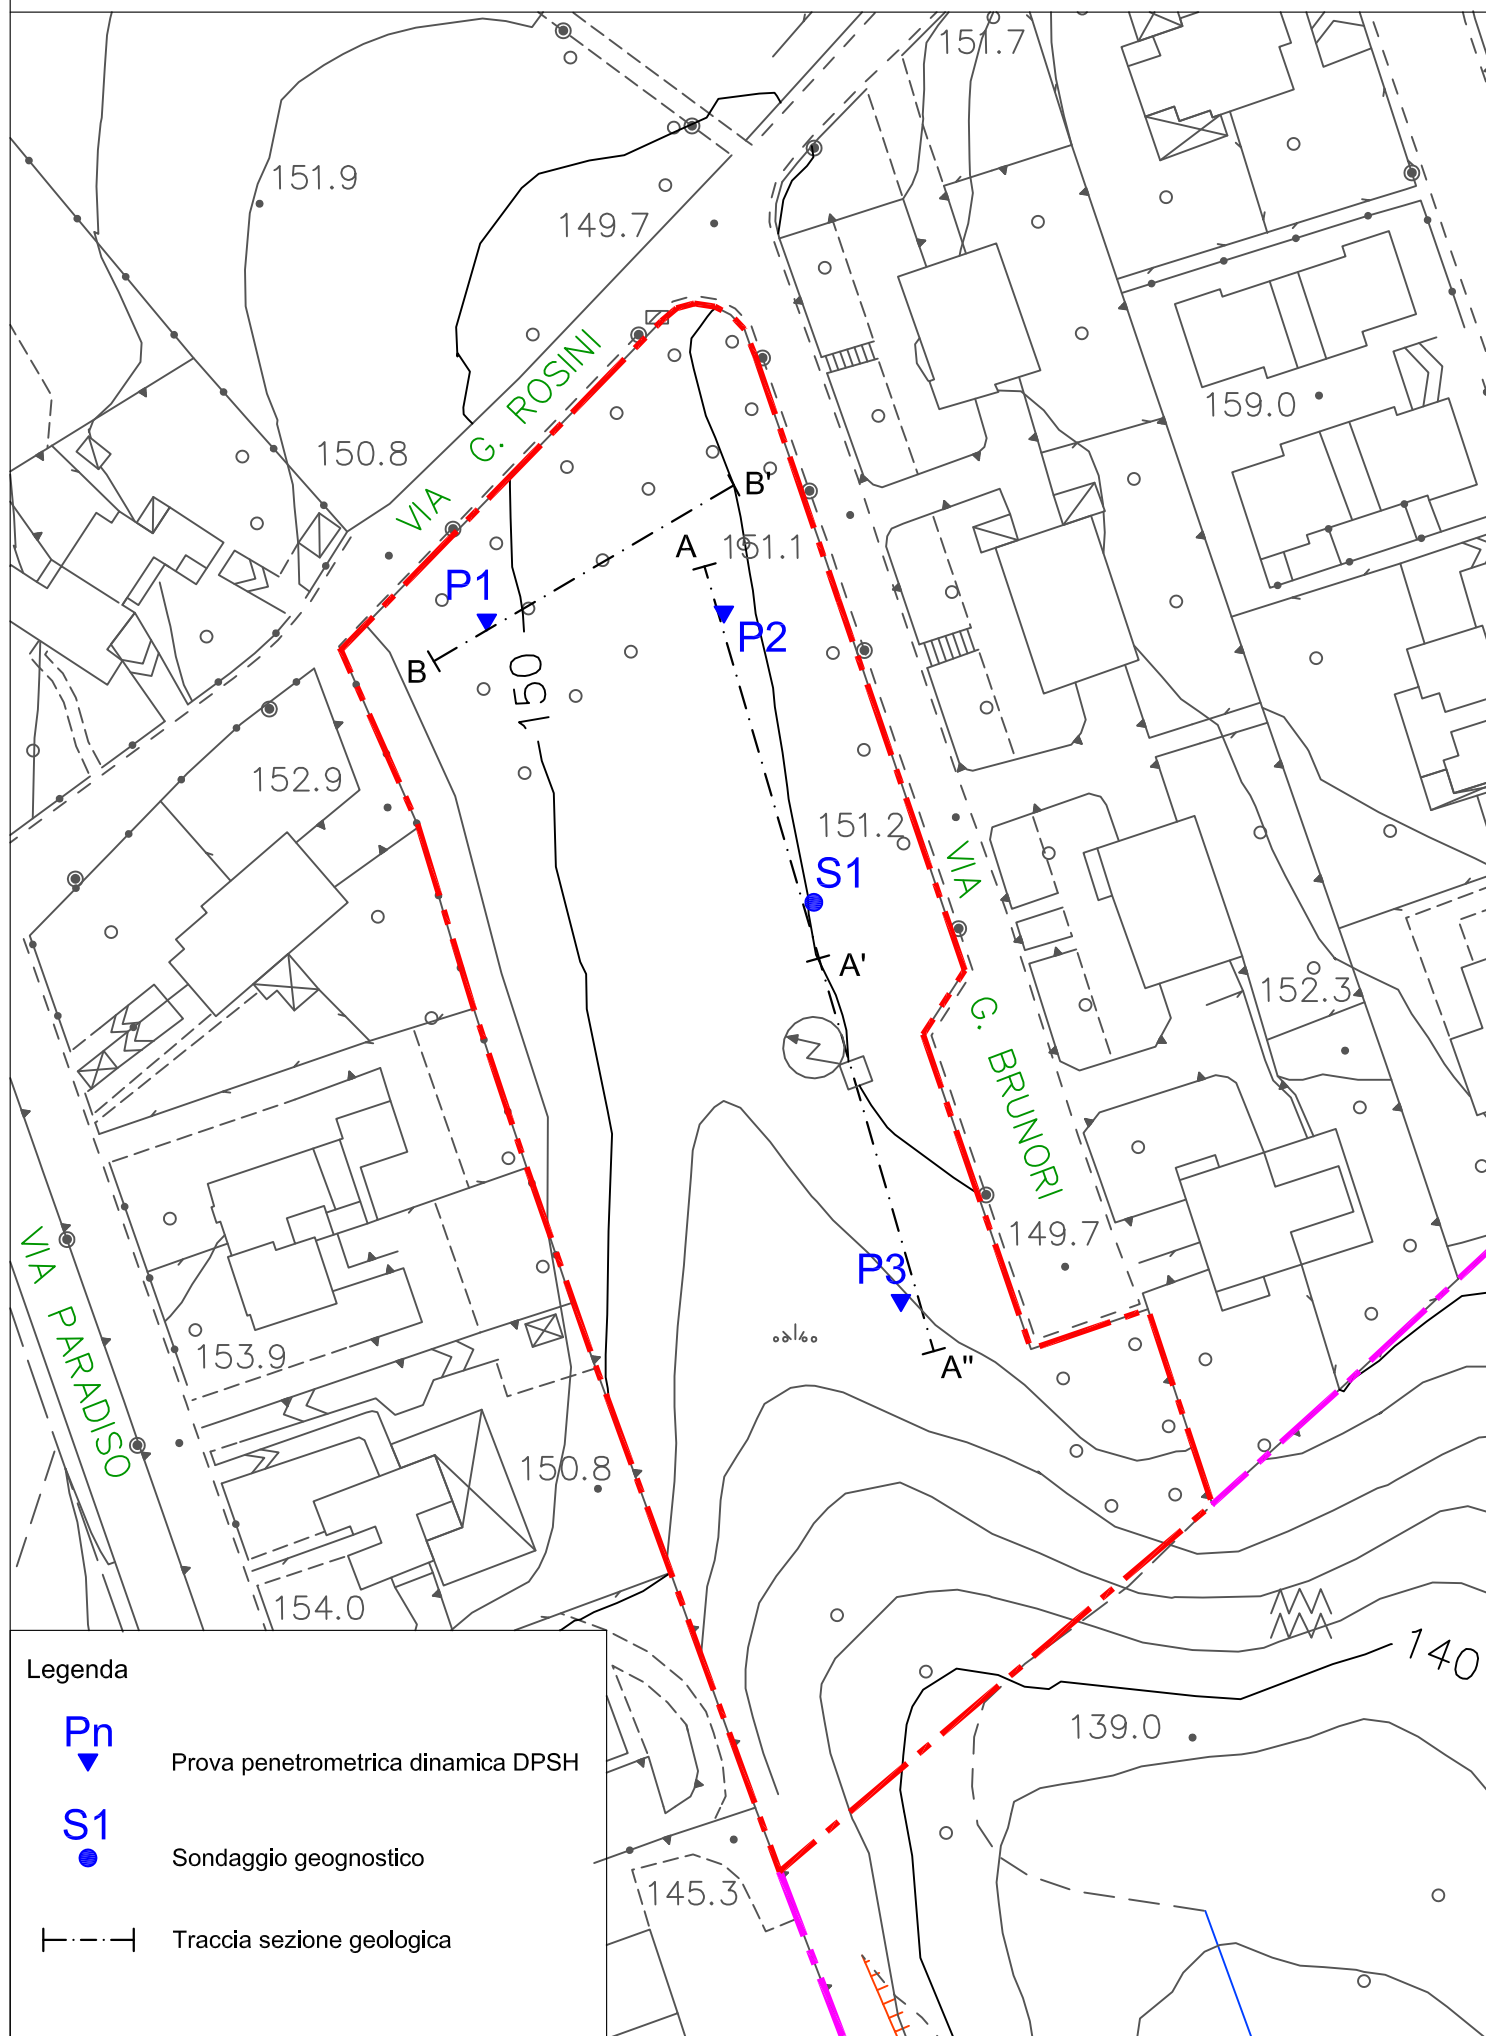 151.7
151.9
149.7
VIA G. ROSINI
150.8
159.0
B'
A
151.1
P1
P2
B
150
152.9
151.2
S1
VIA G. BRUNORI
A'
152.3
149.7
VIA PARADISO
P3
153.9
A"
150.8
154.0
140
139.0
145.3
Legenda
Pn
Prova penetrometrica dinamica DPSH
S1
Sondaggio geognostico
Traccia sezione geologica